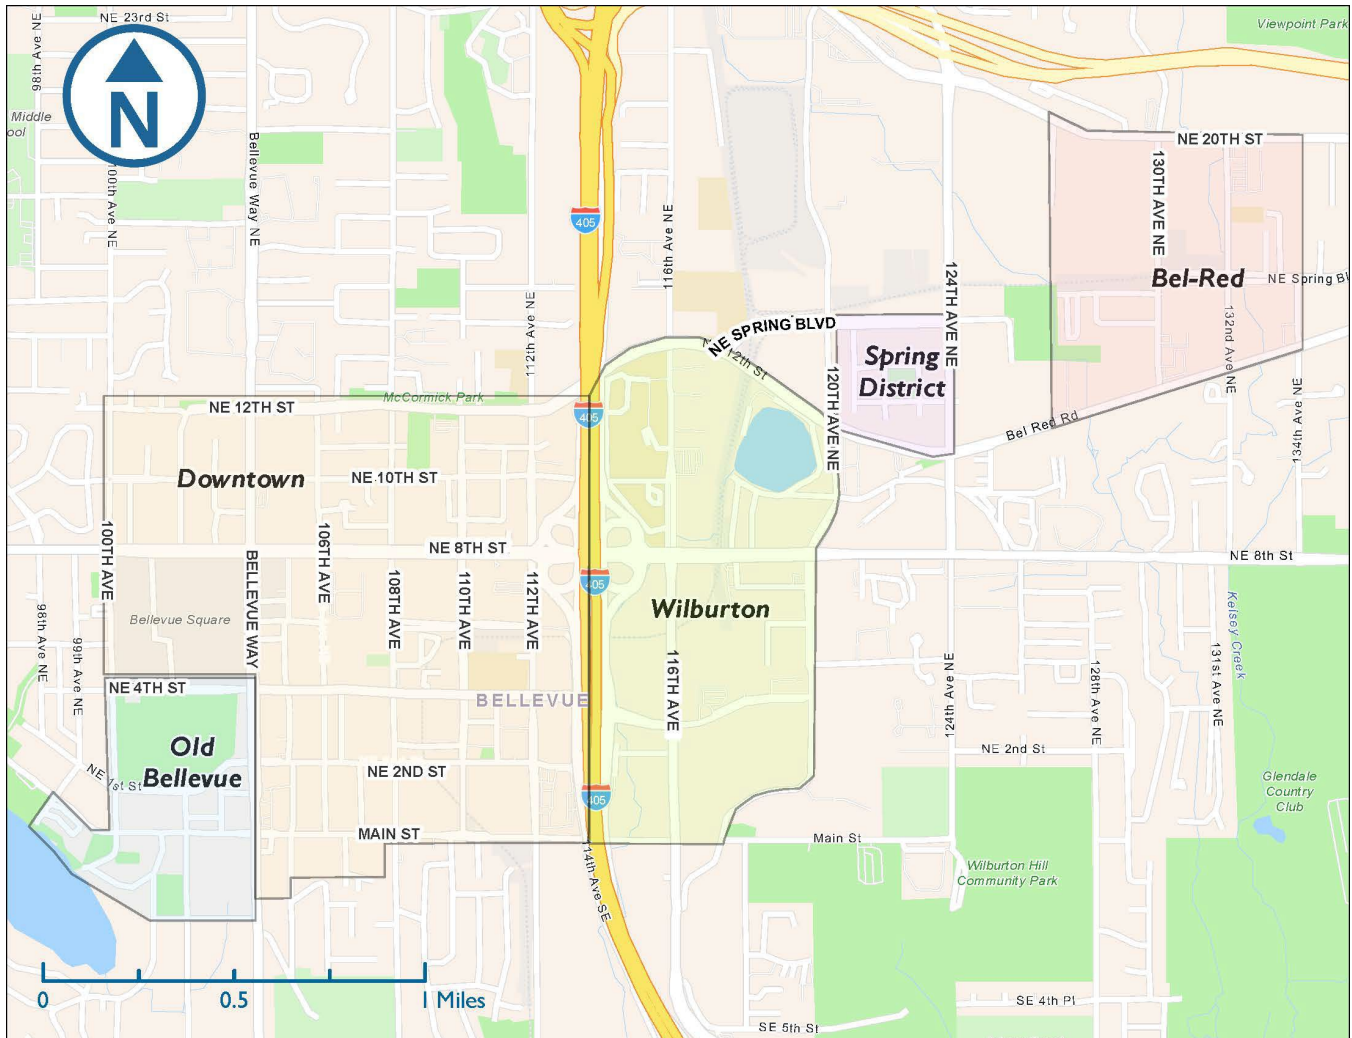 NE 23rd St
Viewpoint Park
98th Ave NE
Middle
ool
N
Bellevue Way NE
100th Ave NE
NE 20TH ST
130TH AVE NE
405
116th Ave NE
124TH AVE NE
Bel-Red
NE Spring Bl
112th Ave NE
132nd Ave NE
NE SPRING BLVD
12th St
Spring
District
120TH AVE NE
134th Ave NE
McCormick Park
NE 12TH ST
405
Bel Red Rd
Downtown
NE 10TH ST
100TH AVE
106TH AVE
NE 8TH ST
BELLEVUE WAY
NE 8th St
108TH AVE
110TH AVE
112TH AVE
405
Wilburton
Bellevue Square
98th Ave NE
99th Ave NE
Kelsey Creek
116TH AVE
124th Ave NE
128th Ave NE
131st Ave NE
NE 4TH ST
BELLEVUE
Old
Bellevue
NE 1st St
NE 2nd St
NE 2ND ST
405
Glendale
Country
Club
MAIN ST
Main St
114th Ave SE
Wilburton Hill
Community Park
0
0.5
1 Miles
SE 4th Pl
SE 5th St